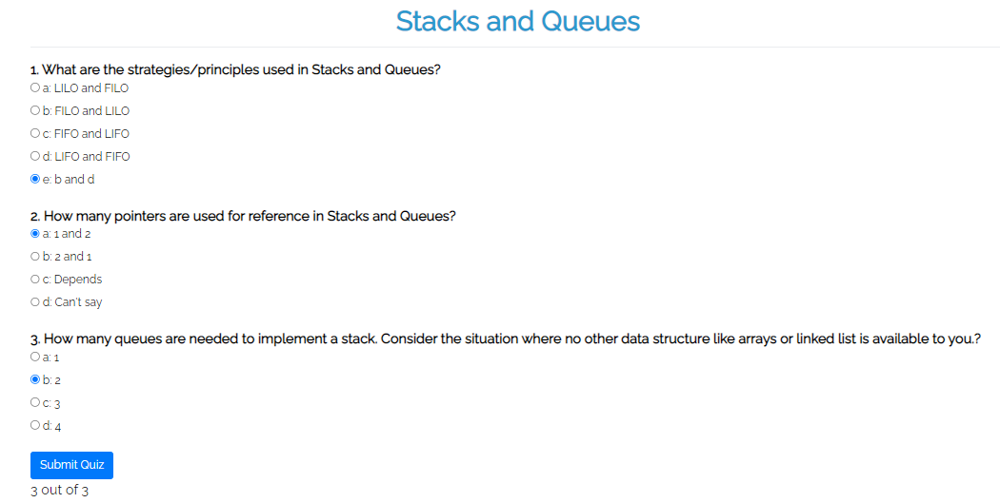 Stacks and Queues
1. What are the strategies/principles used in Stacks and Queues?
a: LILO and FILO
b: FILO and LILO
c: FIFO and LIFO
d: LIFO and FIFO
e: b and d
2. How many pointers are used for reference in Stacks and Queues?
a: 1 and 2
b: 2 and 1
c: Depends
d: Can't say
3. How many queues are needed to implement a stack. Consider the situation where no other data structure like arrays or linked list is available to you.?
a: 1
b: 2
c: 3
d: 4
Submit Quiz
3 out of 3